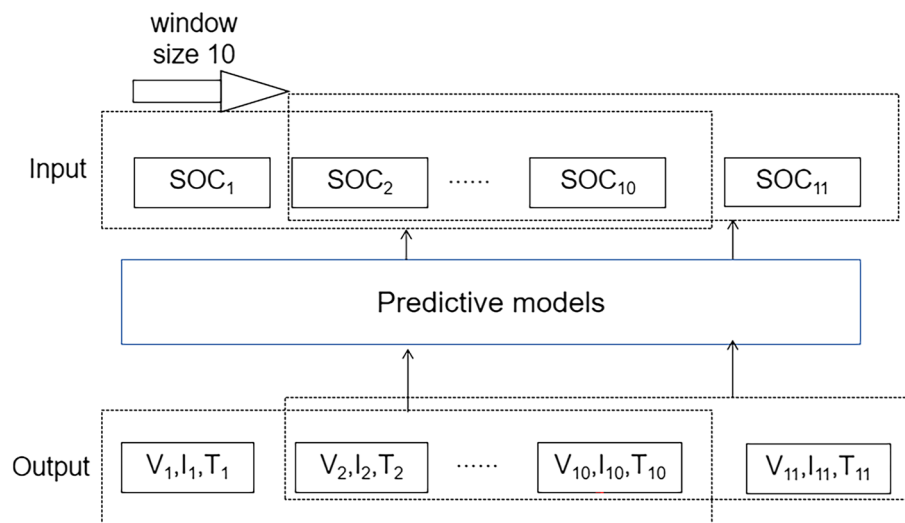 window
size 10
Input
SOC₁
SOC₂
......
SOC₁₀
SOC₁₁
Predictive models
Output
V₁,I₁,T₁
V₂,I₂,T₂
......
V₁₀,I₁₀,T₁₀
V₁₁,I₁₁,T₁₁